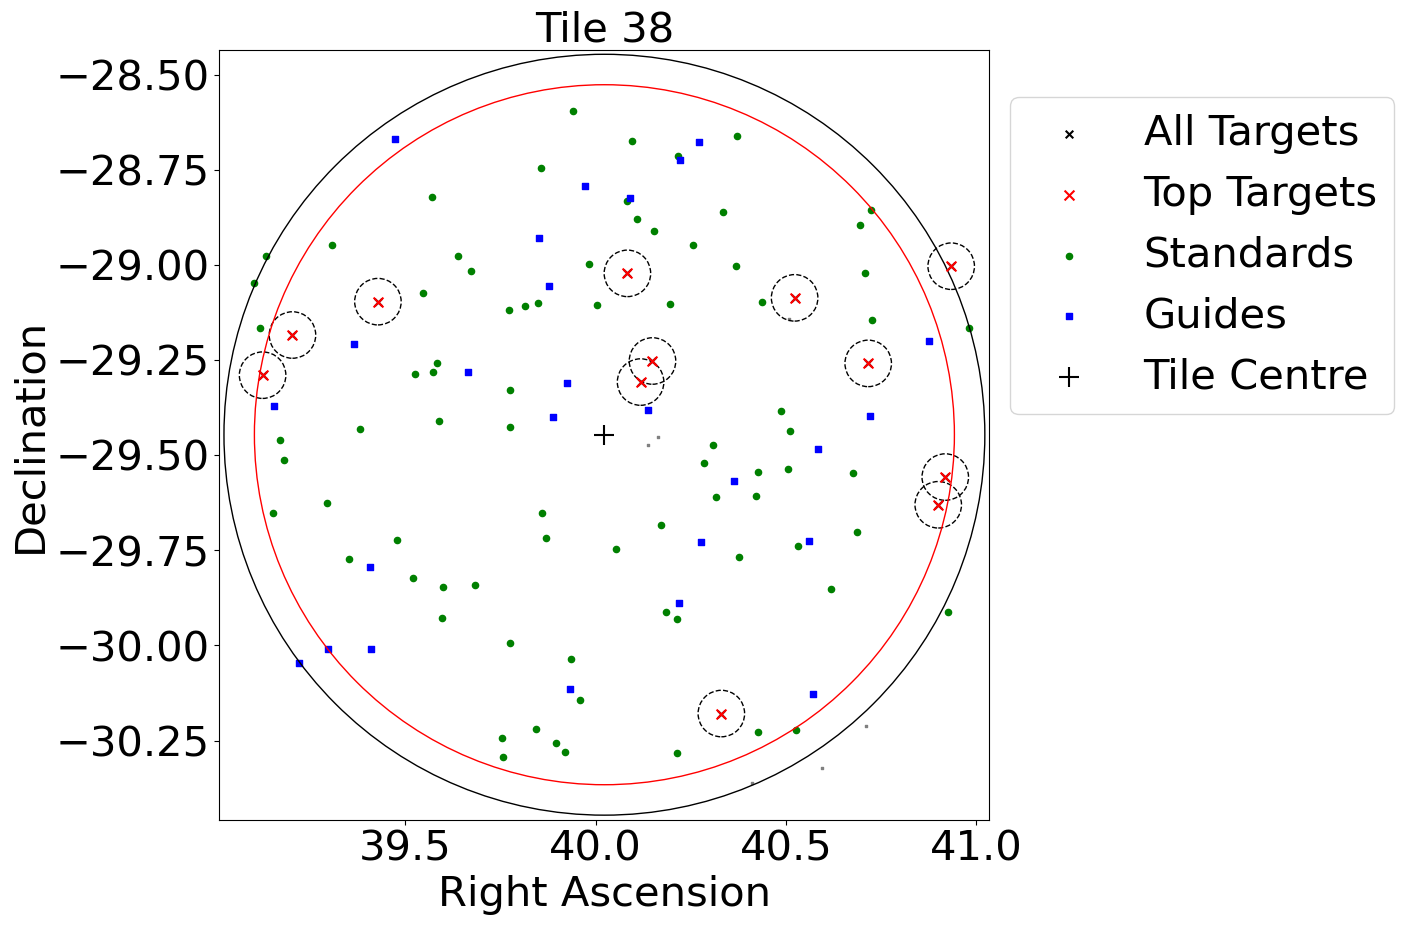 Tile 38
−28.50
−28.75
−29.00
−29.25
−29.50
−29.75
−30.00
−30.25
Declination
39.5
40.0
40.5
41.0
Right Ascension
All Targets
Top Targets
Standards
Guides
Tile Centre